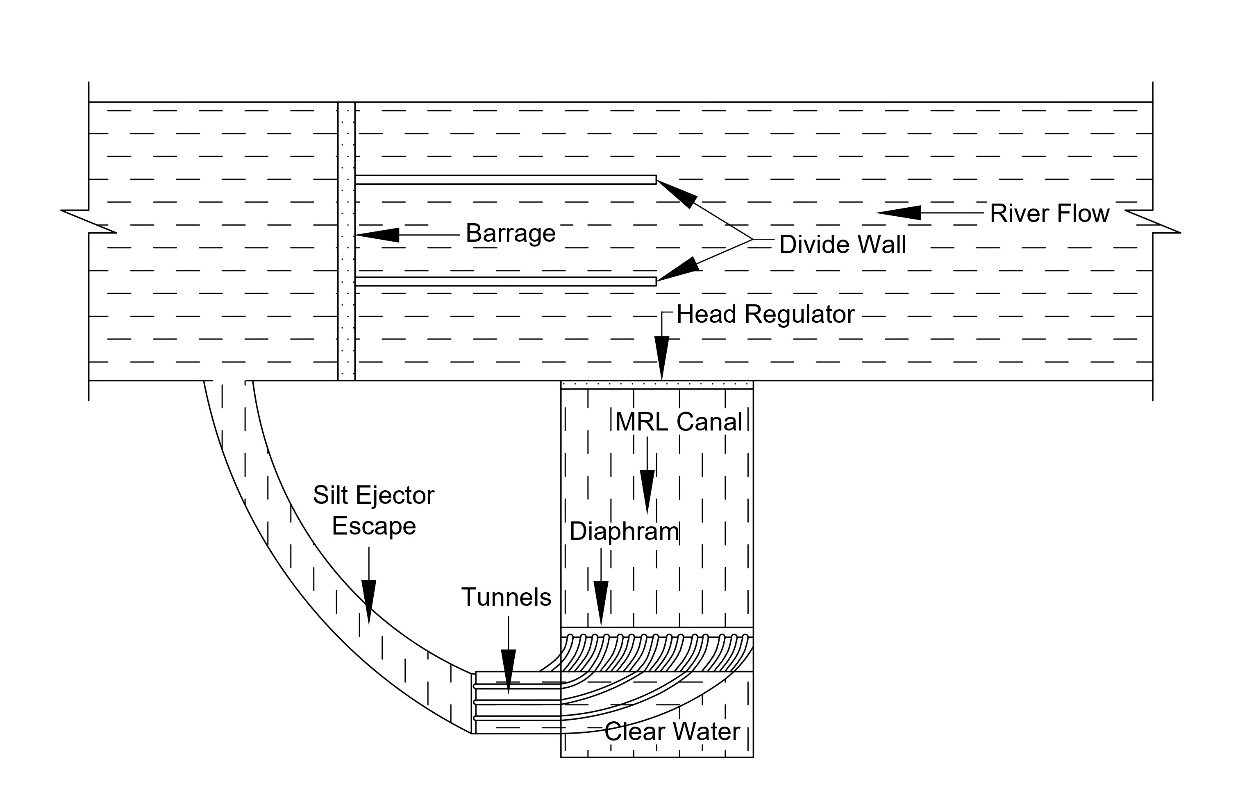 River Flow
Barrage
Divide Wall
Head Regulator
MRL Canal
Silt Ejector
Escape
Diaphram
Tunnels
Clear Water